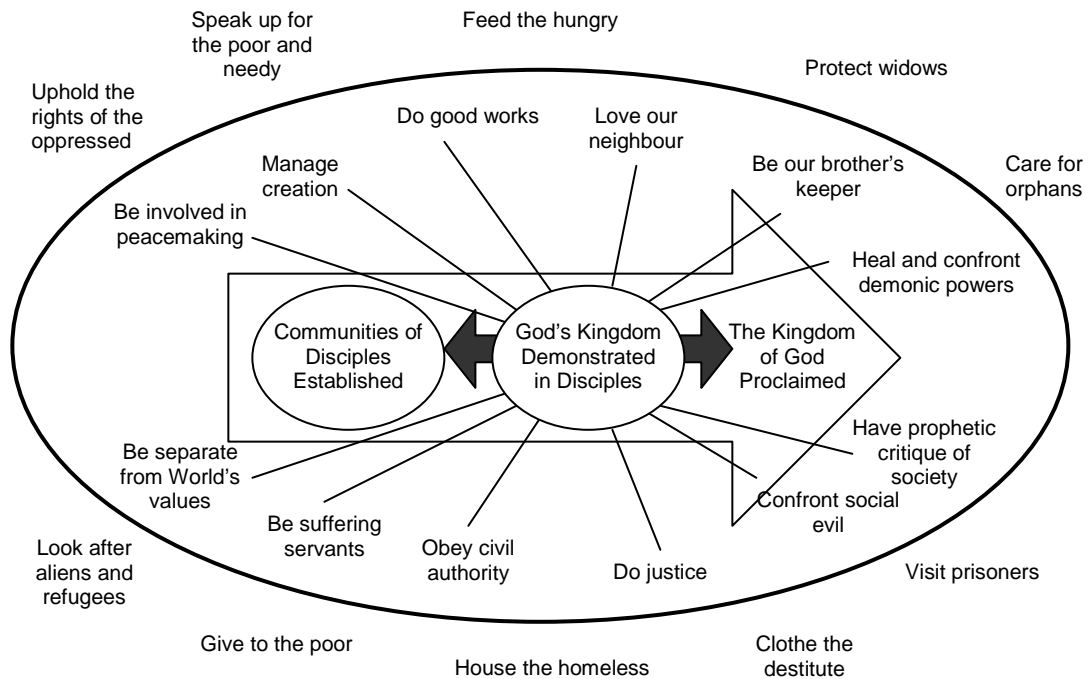 Speak up for
the poor and
needy
Feed the hungry
Protect widows
Uphold the
rights of the
oppressed
Do good works
Love our
neighbour
Manage
creation
Be our brother's
keeper
Care for
orphans
Be involved in
peacemaking
Heal and confront
demonic powers
Communities of
Disciples
Established
God's Kingdom
Demonstrated
in Disciples
The Kingdom
of God
Proclaimed
Be separate
from World's
values
Have prophetic
critique of
society
Be suffering
servants
Confront social
evil
Look after
aliens and
refugees
Obey civil
authority
Do justice
Visit prisoners
Give to the poor
House the homeless
Clothe the
destitute